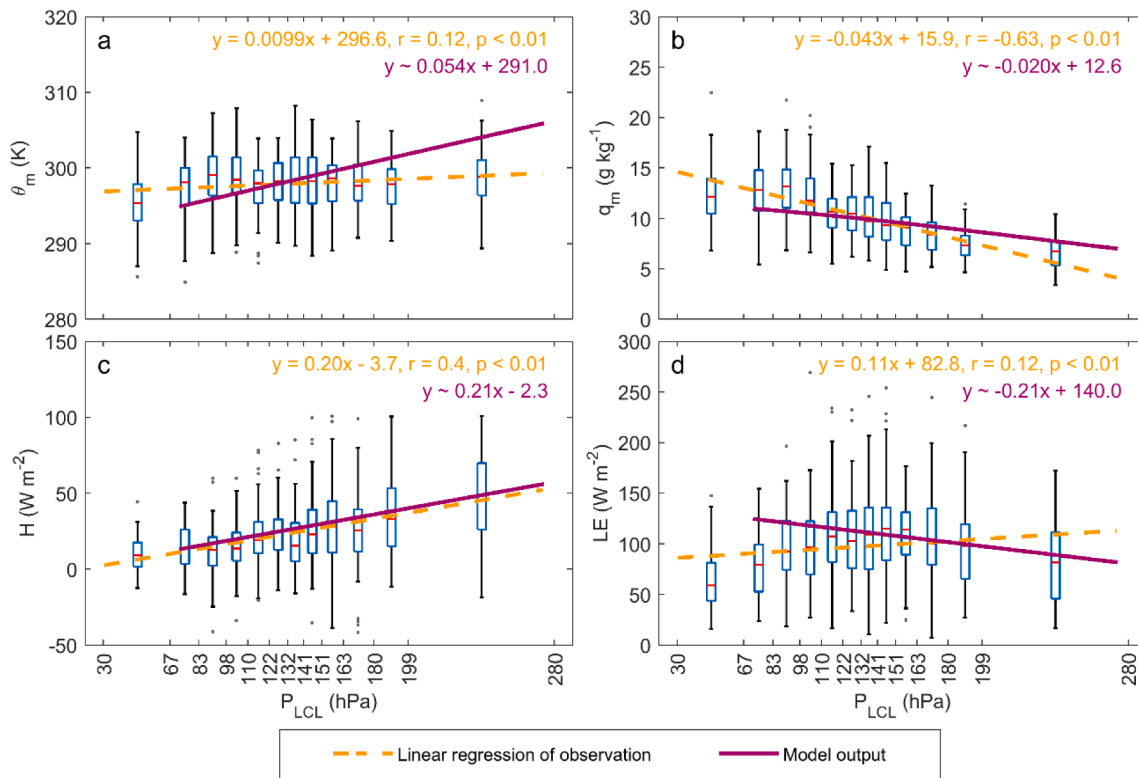 a
y = 0.0099x + 296.6, r = 0.12, p < 0.01
y ~ 0.054x + 291.0
320
310
300
290
280
θm (K)
b
y = -0.043x + 15.9, r = -0.63, p < 0.01
y ~ -0.020x + 12.6
30
25
20
15
10
5
0
qm (g kg-1)
c
y = 0.20x - 3.7, r = 0.4, p < 0.01
y ~ 0.21x - 2.3
150
100
50
0
-50
H (W m-2)
30 67 83 98 110 122 132 141 151 163 180 199 280
PLCL (hPa)
d
y = 0.11x + 82.8, r = 0.12, p < 0.01
y ~ -0.21x + 140.0
300
250
200
150
100
50
0
LE (W m-2)
30 67 83 98 110 122 132 141 151 163 180 199 280
PLCL (hPa)
Linear regression of observation
Model output